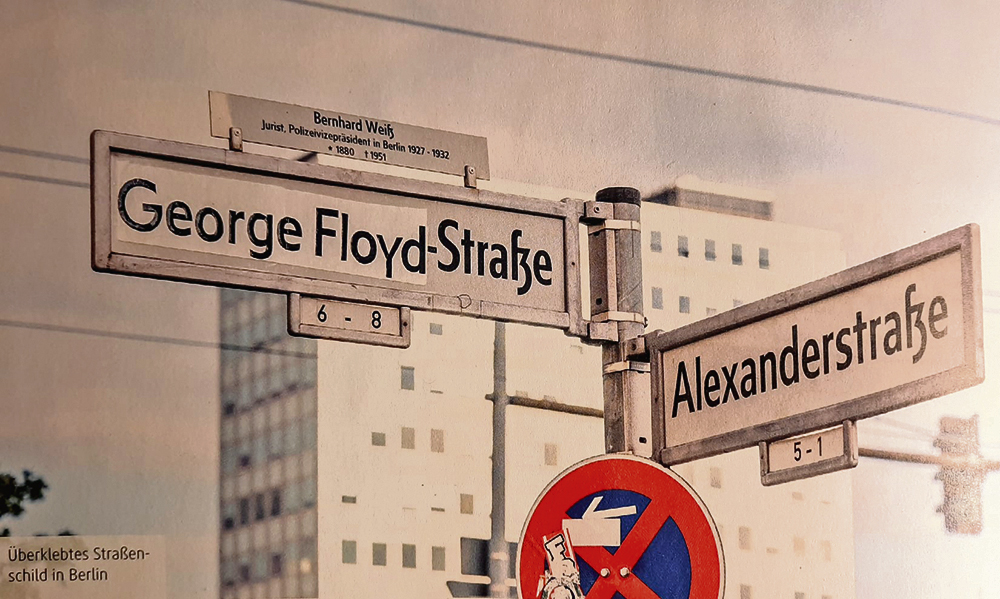 Bernhard Weiß
Jurist, Polizeivizepräsident in Berlin 1927 - 1932
* 1880 †1951
George Floyd-Straße
6 - 8
Alexanderstraße
5 - 1
Überklebtes Straßen-
schild in Berlin